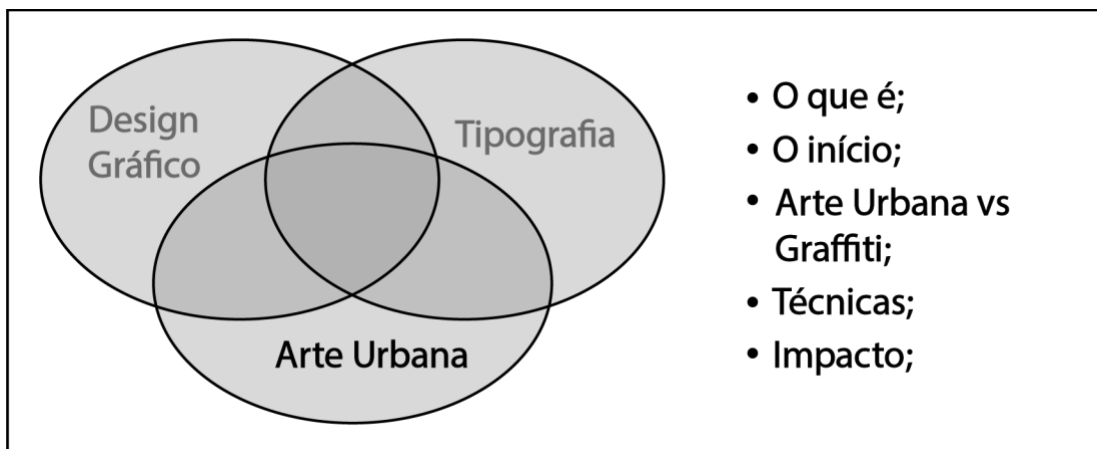 Design
Gráfico
Tipografia
Arte Urbana
• O que é;
• O início;
• Arte Urbana vs
Graffiti;
• Técnicas;
• Impacto;